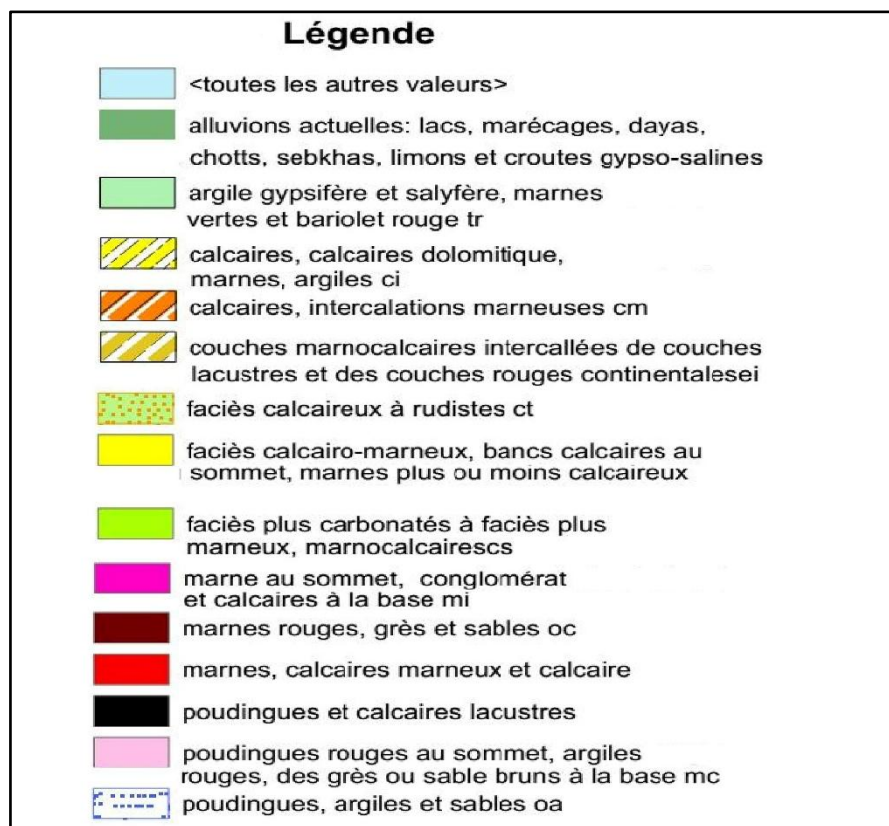 Légende
<toutes les autres valeurs>
alluvions actuelles: lacs, marécages, dayas,
chotts, sebkhas, limons et croutes gypso-salines
argile gypsifère et salyfère, marnes
vertes et bariolet rouge tr
calcaires, calcaires dolomitique,
marnes, argiles ci
calcaires, intercalations marneuses cm
couches marnocalcaires intercallées de couches
lacustres et des couches rouges continentalesei
faciès calcaireux à rudistes ct
faciès calcairo-marneux, bancs calcaires au
sommet, marnes plus ou moins calcaireux
faciès plus carbonatés à faciès plus
marneux, marnocalcairescs
marne au sommet, conglomérat
et calcaires à la base mi
marnes rouges, grès et sables oc
marnes, calcaires marneux et calcaire
poudingues et calcaires lacustres
poudingues rouges au sommet, argiles
rouges, des grès ou sable bruns à la base mc
poudingues, argiles et sables oa